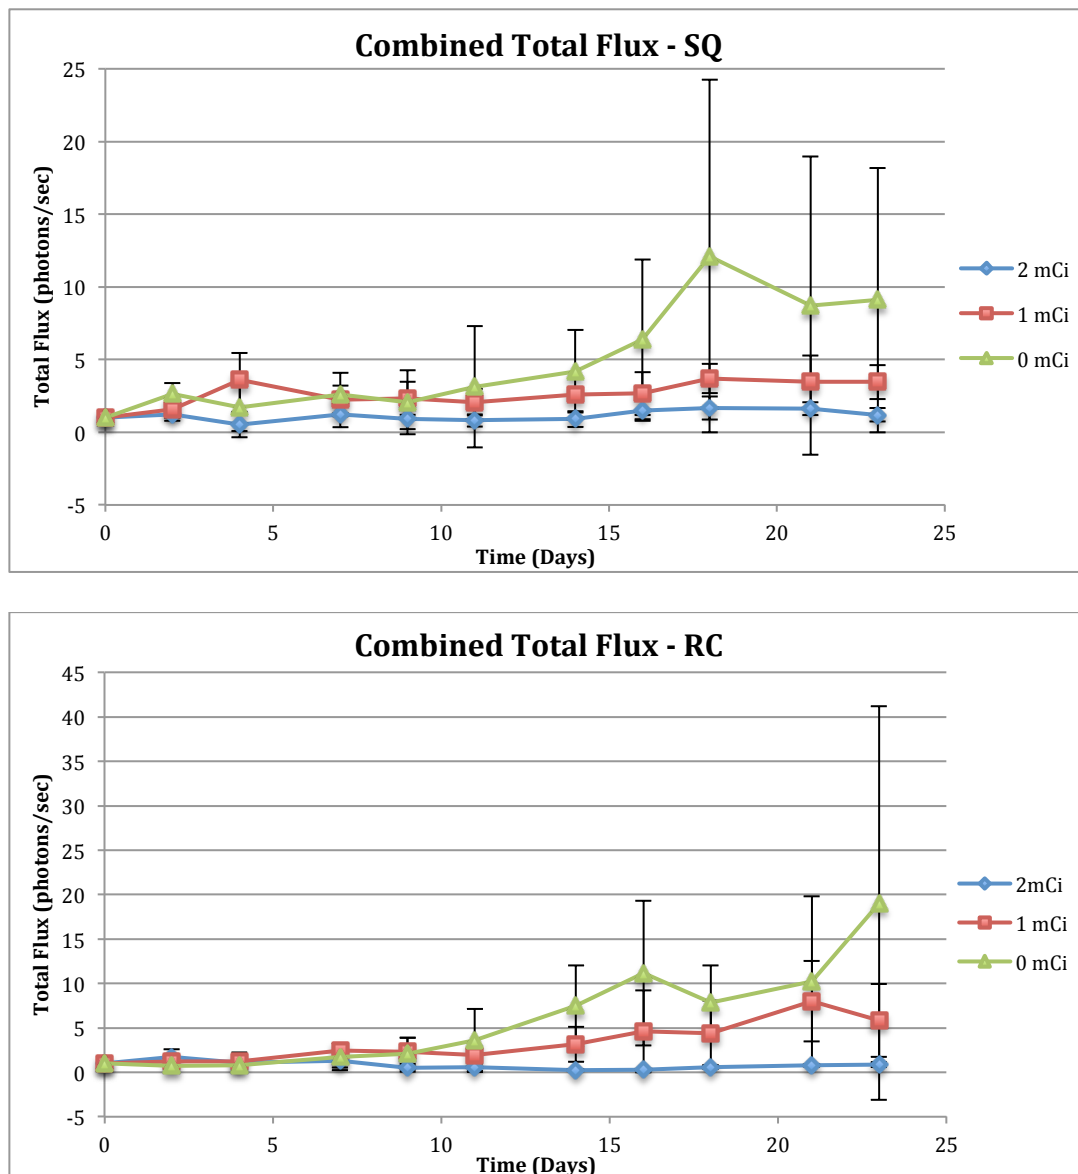 Combined Total Flux - SQ
Total Flux (photons/sec)
25
20
15
10
5
0
-5
0 5 10 15 20 25
Time (Days)
2 mCi
1 mCi
0 mCi
Combined Total Flux - RC
Total Flux (photons/sec)
45
40
35
30
25
20
15
10
5
0
-5
0 5 10 15 20 25
Time (Days)
2mCi
1 mCi
0 mCi